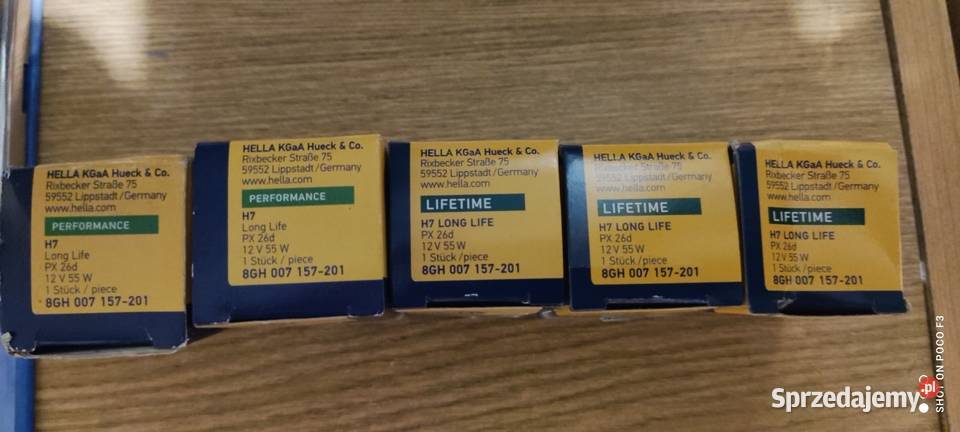 HELLA KGaA Hueck & Co.
Rixbecker Straße 75
59552 Lippstadt/Germany
www.hella.com
PERFORMANCE
H7
Long Life
PX 26d
12 V 55 W
1 Stück / piece
8GH 007 157-201
HELLA KGaA Hueck & Co.
Rixbecker Straße 75
59552 Lippstadt/Germany
www.hella.com
PERFORMANCE
H7
Long Life
PX 26d
12 V 55 W
1 Stück / piece
8GH 007 157-201
HELLA KGaA Hueck & Co.
Rixbecker Straße 75
59552 Lippstadt/Germany
www.hella.com
LIFETIME
H7 LONG LIFE
PX 26d
12 V 55 W
1 Stück / piece
8GH 007 157-201
HELLA KGaA Hueck & Co.
Rixbecker Straße 75
59552 Lippstadt/Germany
www.hella.com
LIFETIME
H7 LONG LIFE
PX 26d
12 V 55 W
1 Stück / piece
8GH 007 157-201
HELLA KGaA Hueck & Co.
Rixbecker Straße 75
59552 Lippstadt/Germany
www.hella.com
LIFETIME
H7 LONG LIFE
PX 26d
12 V 55 W
1 Stück / piece
8GH 007 157-201
SHOT ON POCO F3
Sprzedajemy.pl